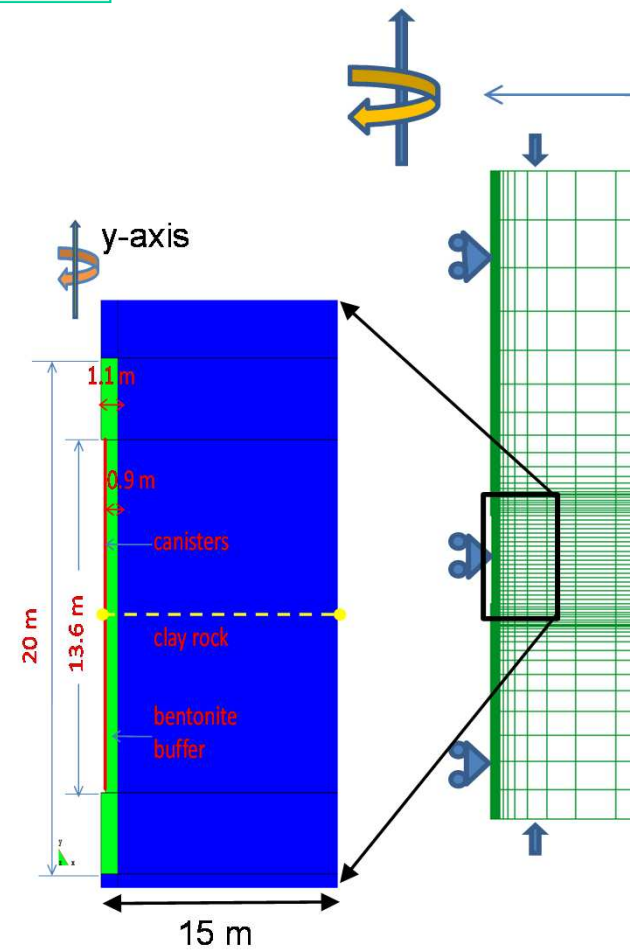 y-axis
1.1 m
0.9 m
canisters
20 m
13.6 m
clay rock
bentonite
buffer
y
x
15 m